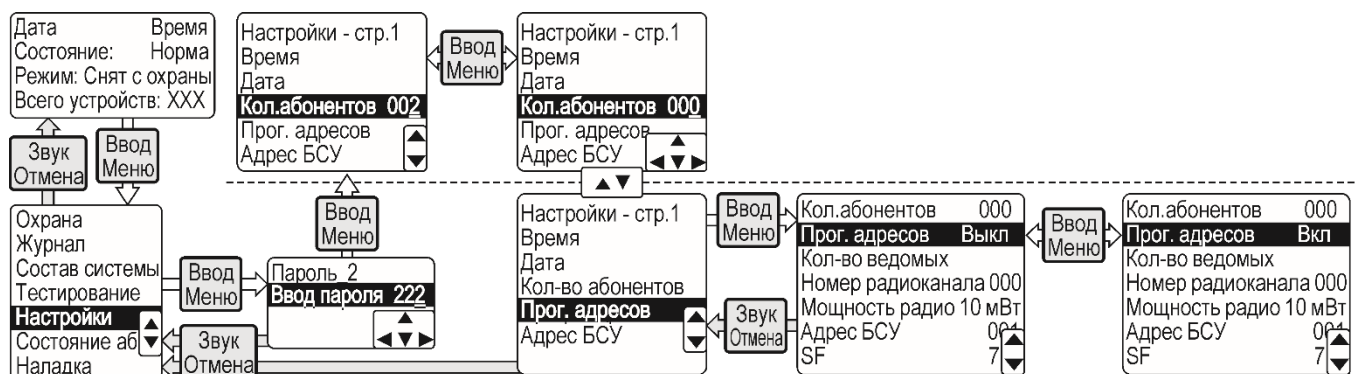 Дата Время
Состояние: Норма
Режим: Снят с охраны
Всего устройств: XXX
Звук
Отмена
Ввод
Меню
Охрана
Журнал
Состав системы
Тестирование
Настройки
Состояние аб
Наладка
Ввод
Меню
Звук
Отмена
Пароль_2
Ввод пароля 222
Ввод
Меню
Настройки - стр.1
Время
Дата
Кол.абонентов 002
Прог. адресов
Адрес БСУ
Ввод
Меню
Настройки - стр.1
Время
Дата
Кол.абонентов 000
Прог. адресов
Адрес БСУ
Настройки - стр.1
Время
Дата
Кол-во абонентов
Прог. адресов
Адрес БСУ
Ввод
Меню
Звук
Отмена
Кол.абонентов 000
Прог. адресов Выкл
Кол-во ведомых
Номер радиоканала 000
Мощность радио 10 мВт
Адрес БСУ 001
SF 7
Ввод
Меню
Кол.абонентов 000
Прог. адресов Вкл
Кол-во ведомых
Номер радиоканала 000
Мощность радио 10 мВт
Адрес БСУ 001
SF 7